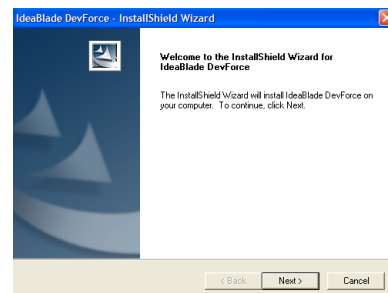 IdeaBlade DevForce - InstallShield Wizard
Welcome to the InstallShield Wizard for
IdeaBlade DevForce
The InstallShield Wizard will install IdeaBlade DevForce on
your computer. To continue, click Next.
< Back
Next >
Cancel